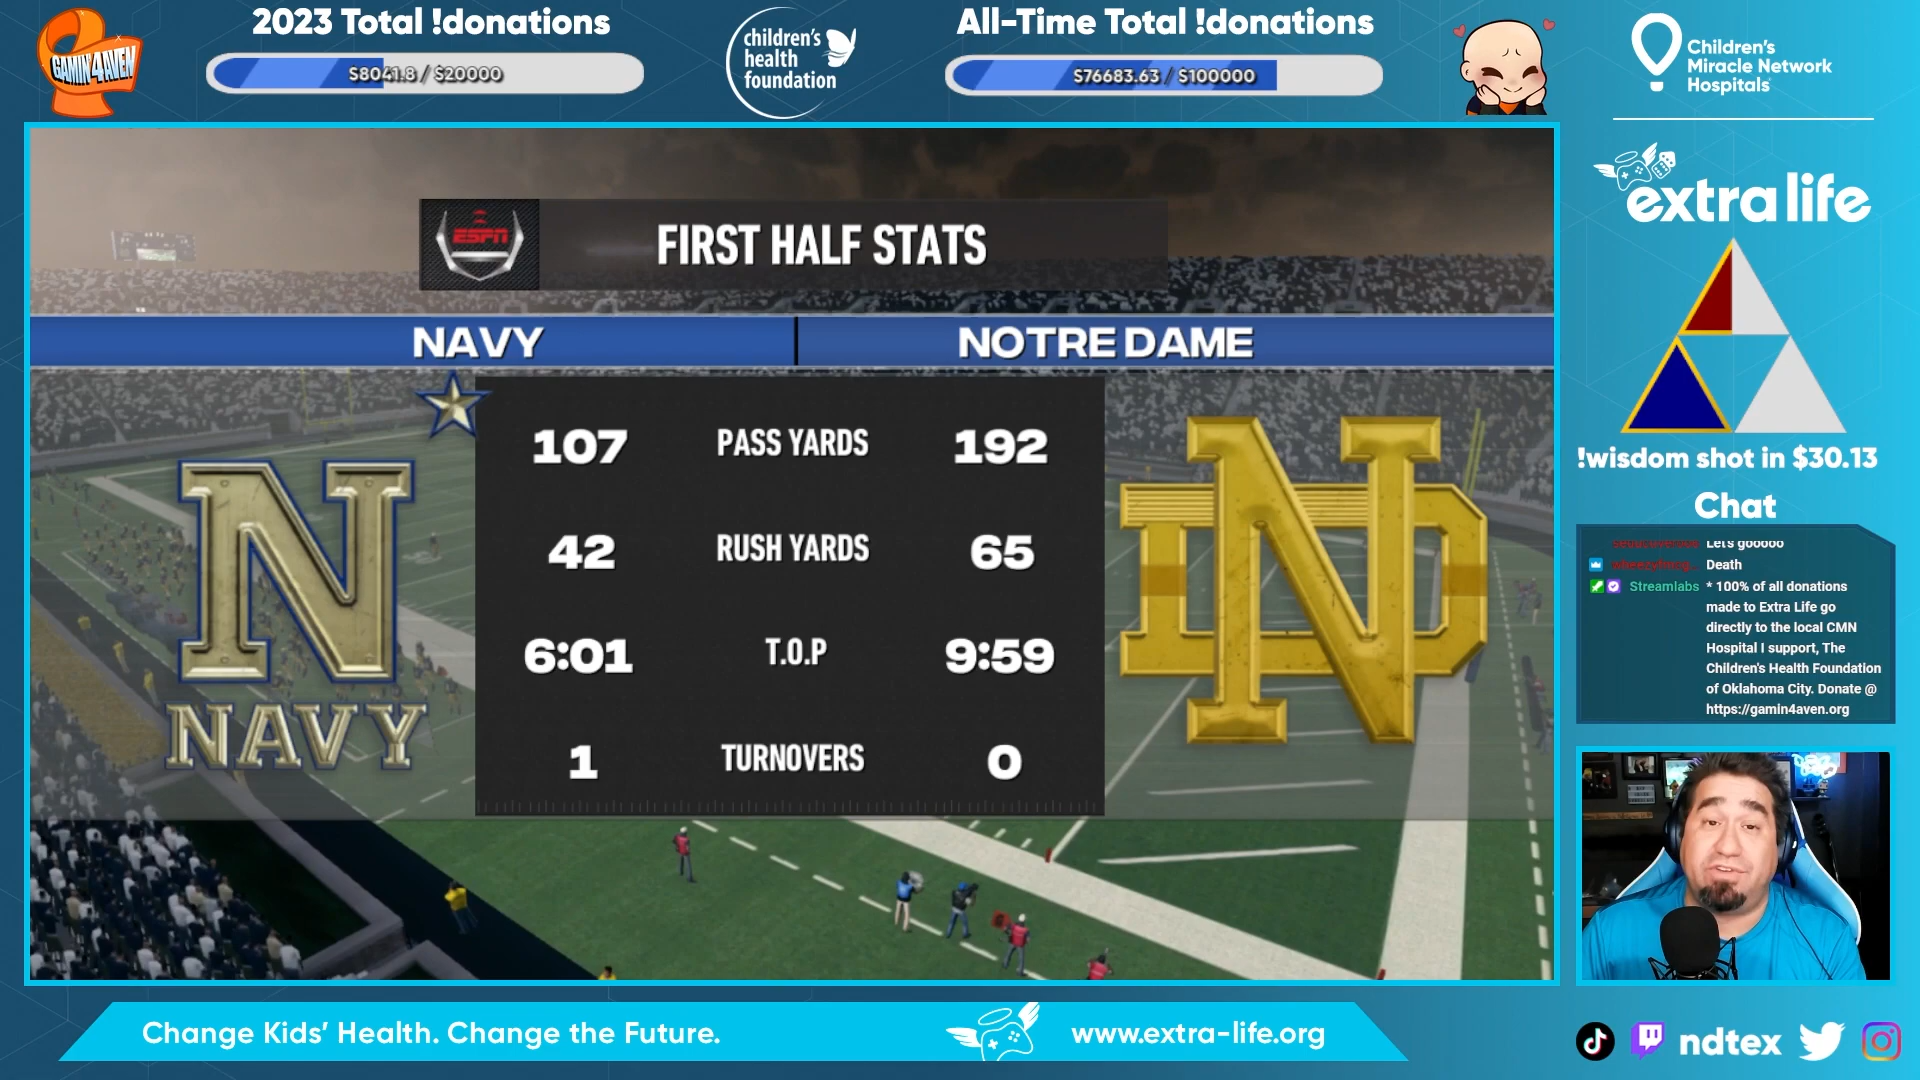 2023 Total !donations
$8041.8 / $20000
GAMIN4AVEN
children's
health
foundation
All-Time Total !donations
$76683.63 / $100000
Children's
Miracle Network
Hospitals
extra life
ESPN
FIRST HALF STATS
NAVY
NOTRE DAME
107 PASS YARDS 192
42 RUSH YARDS 65
6:01 T.O.P 9:59
1 TURNOVERS 0
N
NAVY
ND
!wisdom shot in $30.13
Chat
Lets gooooo
Death
Streamlabs * 100% of all donations
made to Extra Life go
directly to the local CMN
Hospital I support, The
Children's Health Foundation
of Oklahoma City. Donate @
https://gamin4aven.org
Change Kids' Health. Change the Future.
www.extra-life.org
ndtex